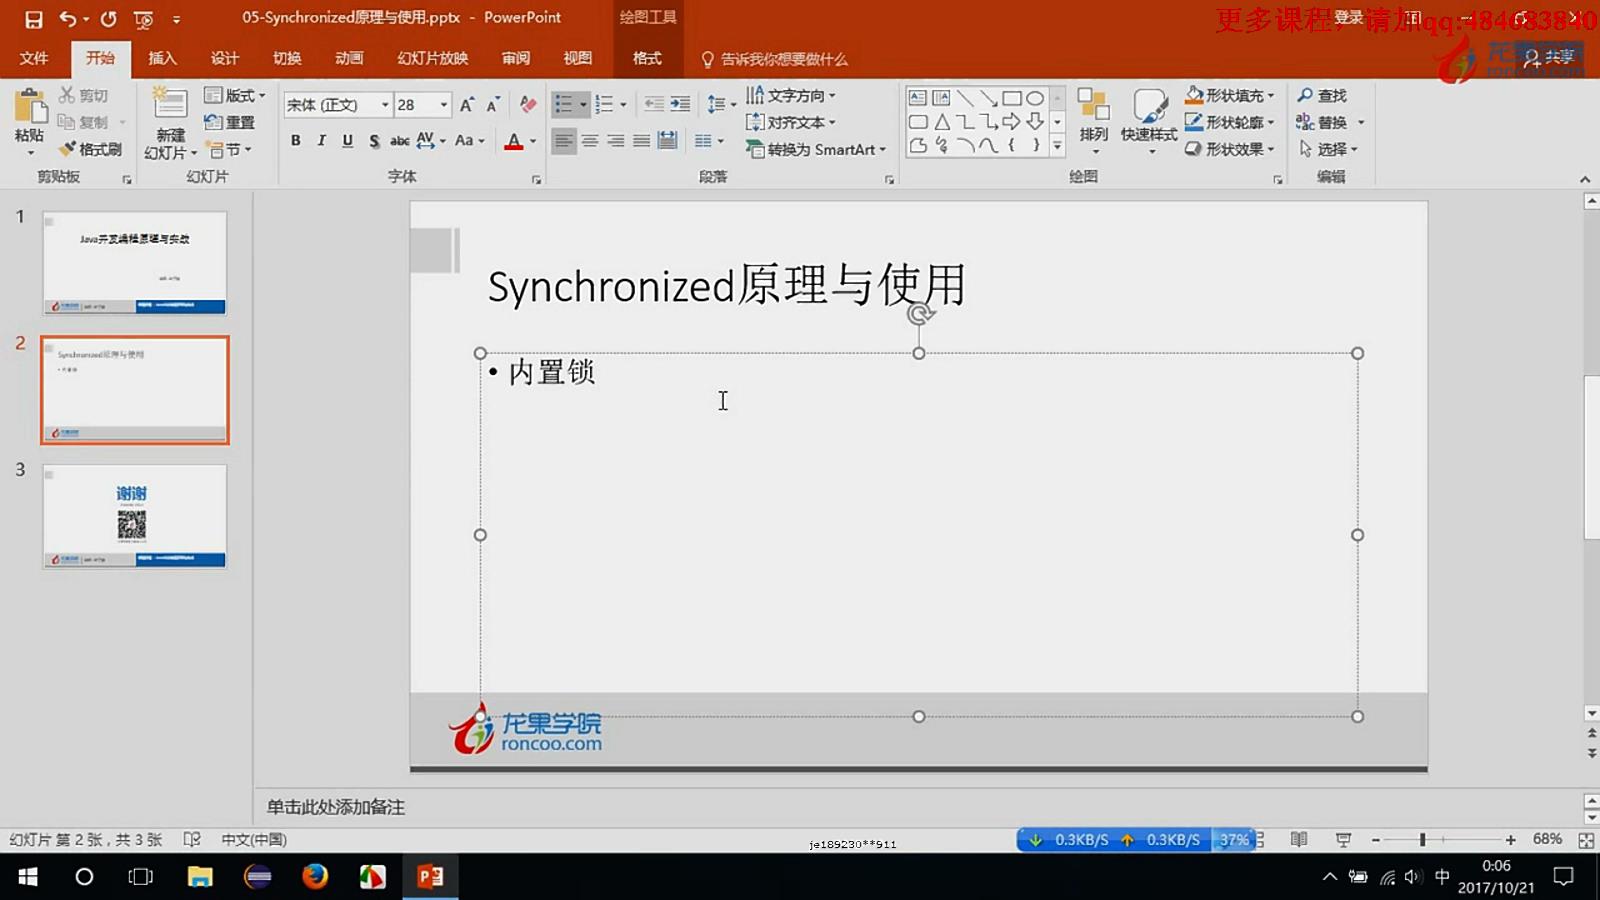 05-Synchronized原理与使用.pptx - PowerPoint
绘图工具
登录
更多课程，请加qq:484683840
文件 开始 插入 设计 切换 动画 幻灯片放映 审阅 视图 格式 告诉我你想要做什么 共享
龙果学院
roncoo.com
粘贴 剪切 复制 格式刷
剪贴板
新建幻灯片 版式 重置 节
幻灯片
宋体 (正文) 28
B I U S abc AV Aa A
字体
文字方向
对齐文本
转换为 SmartArt
段落
排列 快速样式 形状填充 形状轮廓 形状效果
绘图
查找
替换
选择
编辑
1
Java并发编程原理与实战
2
Synchronized原理与使用
• 内置锁
3
谢谢
Synchronized原理与使用
• 内置锁
龙果学院
roncoo.com
单击此处添加备注
幻灯片 第 2 张，共 3 张 中文(中国)
je189230**911
0.3KB/S 0.3KB/S 37%
68%
中
0:06
2017/10/21